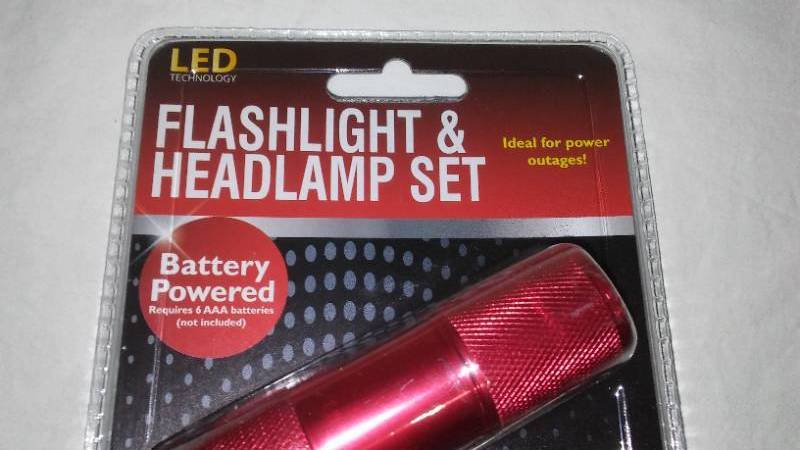 LED
TECHNOLOGY
FLASHLIGHT &
HEADLAMP SET
Ideal for power
outages!
Battery
Powered
Requires 6 AAA batteries
(not included)